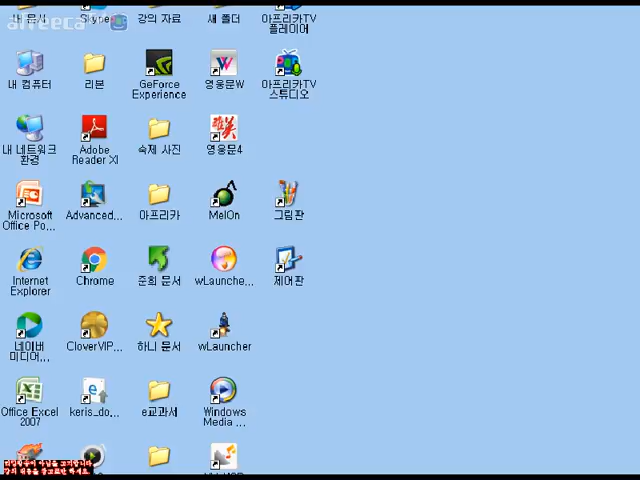 afreeca
내 문서
Skype
강의 자료
새 폴더
아프리카TV
플레이어
내 컴퓨터
리본
GeForce
Experience
영웅문W
아프리카TV
스튜디오
내 네트워크
환경
Adobe
Reader XI
숙제 사진
영웅문4
Microsoft
Office Po...
Advanced...
아프리카
MelOn
그림판
Internet
Explorer
Chrome
준희 문서
wLaunche...
제어판
네이버
미디어...
CloverVIP...
하니 문서
wLauncher
Office Excel
2007
keris_do...
e교과서
Windows
Media ...